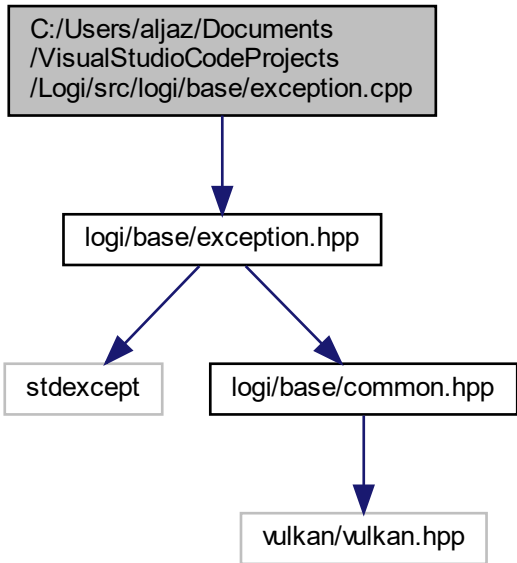 C:/Users/aljaz/Documents
/VisualStudioCodeProjects
/Logi/src/logi/base/exception.cpp
logi/base/exception.hpp
stdexcept
logi/base/common.hpp
vulkan/vulkan.hpp